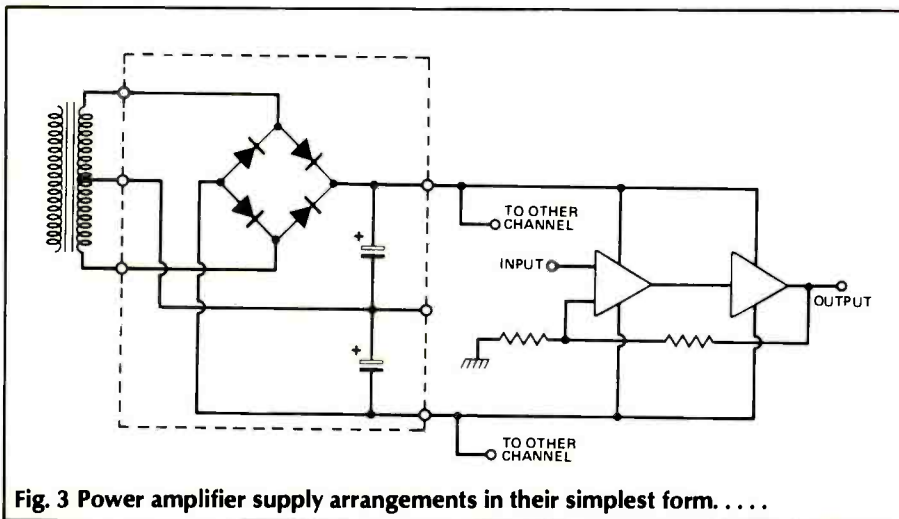 +
+
TO OTHER
CHANNEL
INPUT
OUTPUT
TO OTHER
CHANNEL
Fig. 3 Power amplifier supply arrangements in their simplest form. . . . .